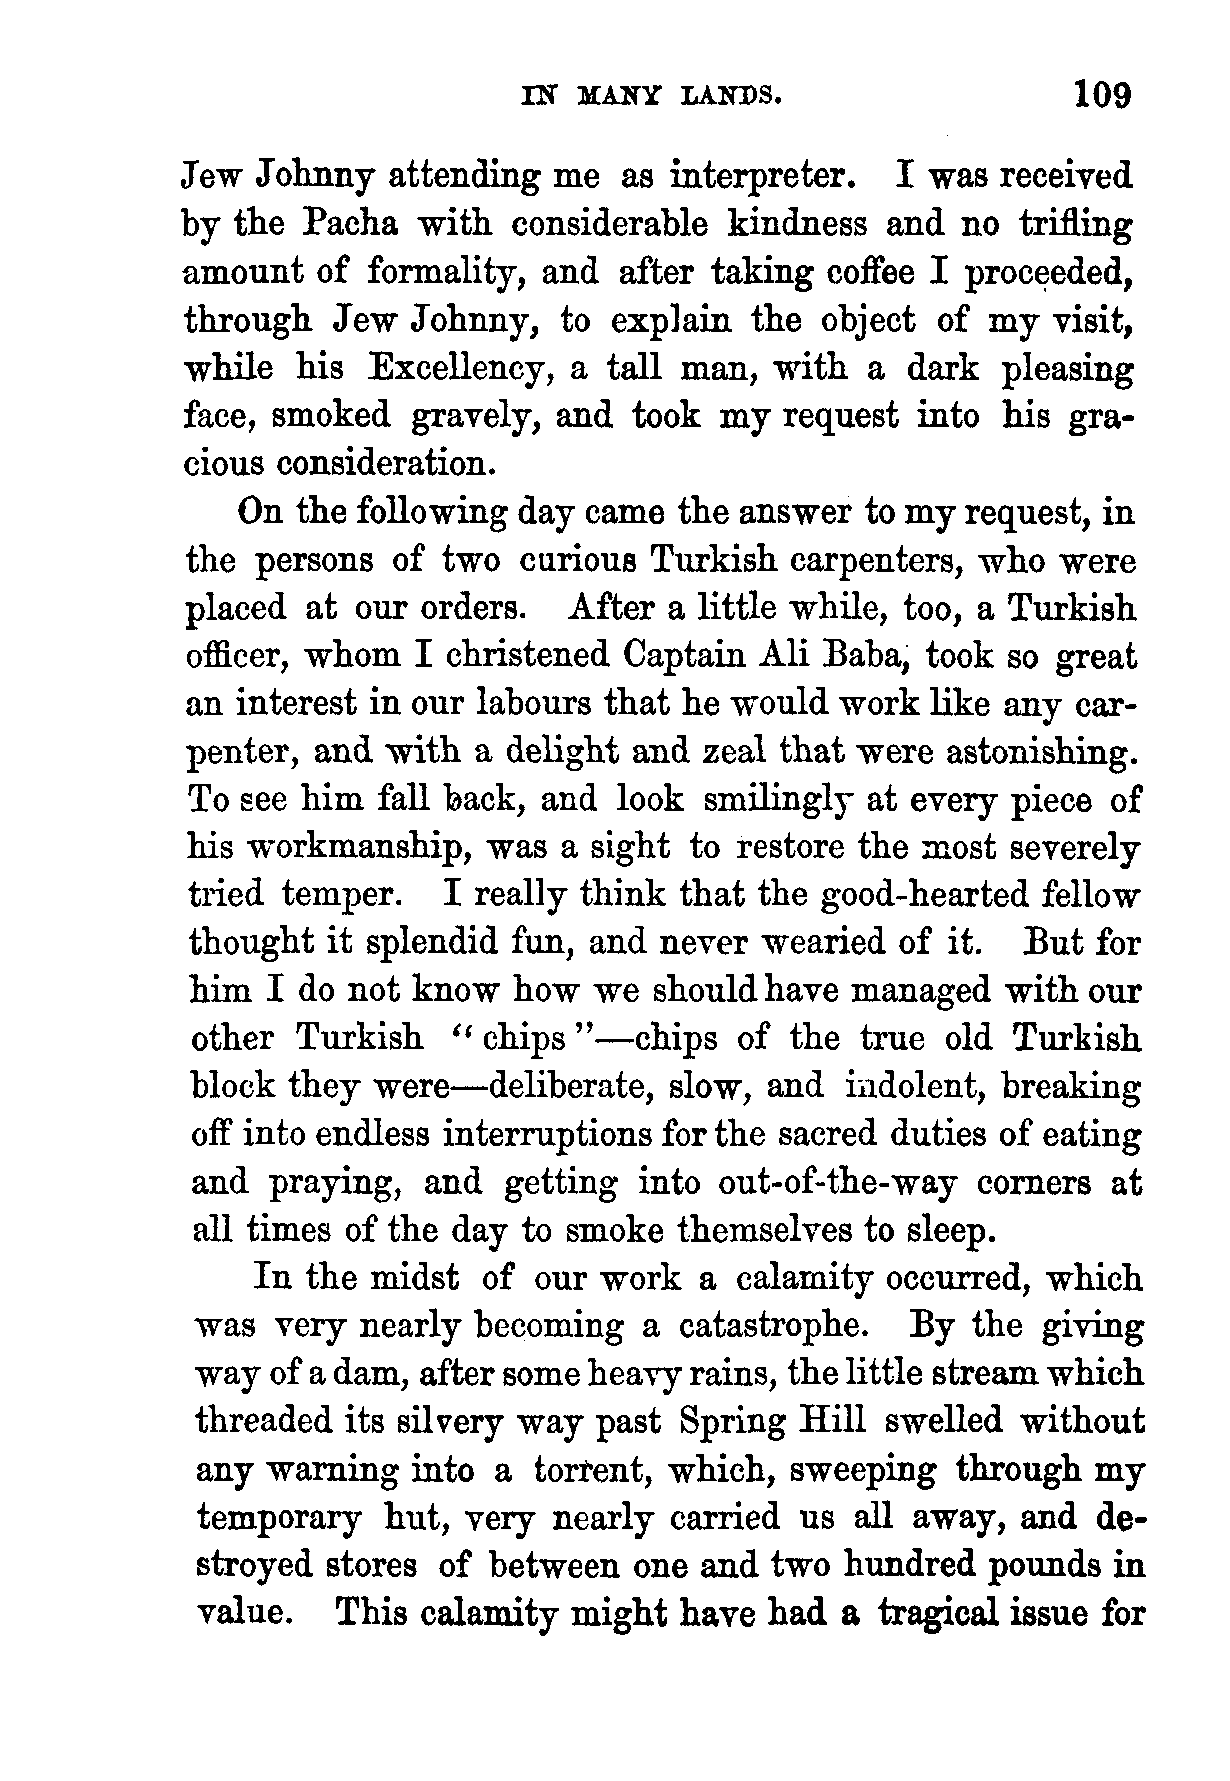 IN MANY LANDS. 109
Jew Johnny attending me as interpreter. I was received
by the Pacha with considerable kindness and no trifling
amount of formality, and after taking coffee I proceeded,
through Jew Johnny, to explain the object of my visit,
while his Excellency, a tall man, with a dark pleasing
face, smoked gravely, and took my request into his gra-
cious consideration.
On the following day came the answer to my request, in
the persons of two curious Turkish carpenters, who were
placed at our orders. After a little while, too, a Turkish
officer, whom I christened Captain Ali Baba, took so great
an interest in our labours that he would work like any car-
penter, and with a delight and zeal that were astonishing.
To see him fall back, and look smilingly at every piece of
his workmanship, was a sight to restore the most severely
tried temper. I really think that the good-hearted fellow
thought it splendid fun, and never wearied of it. But for
him I do not know how we should have managed with our
other Turkish “chips”—chips of the true old Turkish
block they were—deliberate, slow, and indolent, breaking
off into endless interruptions for the sacred duties of eating
and praying, and getting into out-of-the-way corners at
all times of the day to smoke themselves to sleep.
In the midst of our work a calamity occurred, which
was very nearly becoming a catastrophe. By the giving
way of a dam, after some heavy rains, the little stream which
threaded its silvery way past Spring Hill swelled without
any warning into a torrent, which, sweeping through my
temporary hut, very nearly carried us all away, and de-
stroyed stores of between one and two hundred pounds in
value. This calamity might have had a tragical issue for